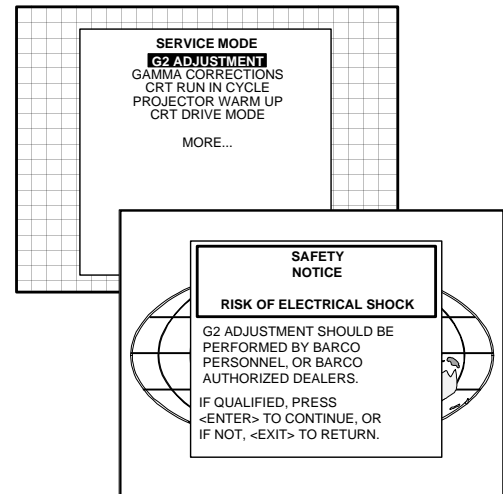 SERVICE MODE
G2 ADJUSTMENT
GAMMA CORRECTIONS
CRT RUN IN CYCLE
PROJECTOR WARM UP
CRT DRIVE MODE
MORE...
SAFETY
NOTICE
RISK OF ELECTRICAL SHOCK
G2 ADJUSTMENT SHOULD BE
PERFORMED BY BARCO
PERSONNEL, OR BARCO
AUTHORIZED DEALERS.
IF QUALIFIED, PRESS
<ENTER> TO CONTINUE, OR
IF NOT, <EXIT> TO RETURN.